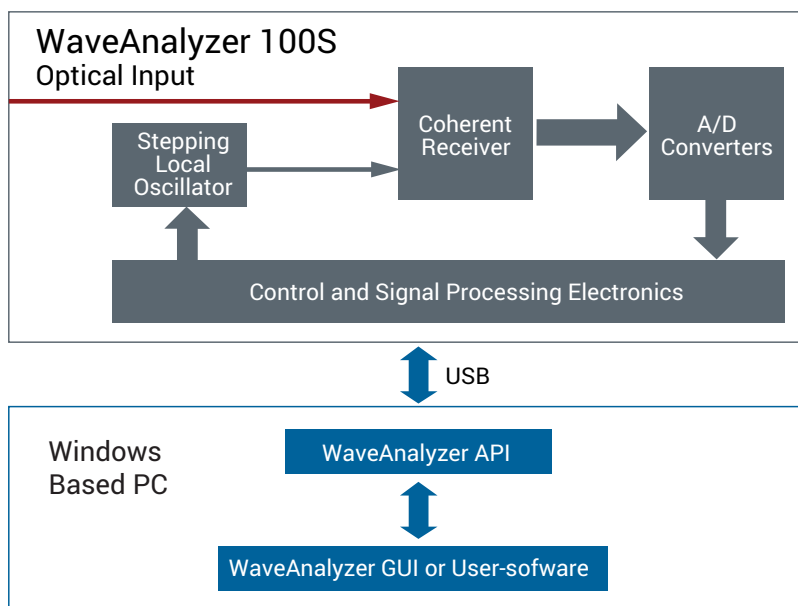 WaveAnalyzer 100S
Optical Input
Stepping
Local
Oscillator
Coherent
Receiver
A/D
Converters
Control and Signal Processing Electronics
USB
Windows
Based PC
WaveAnalyzer API
WaveAnalyzer GUI or User-sofware